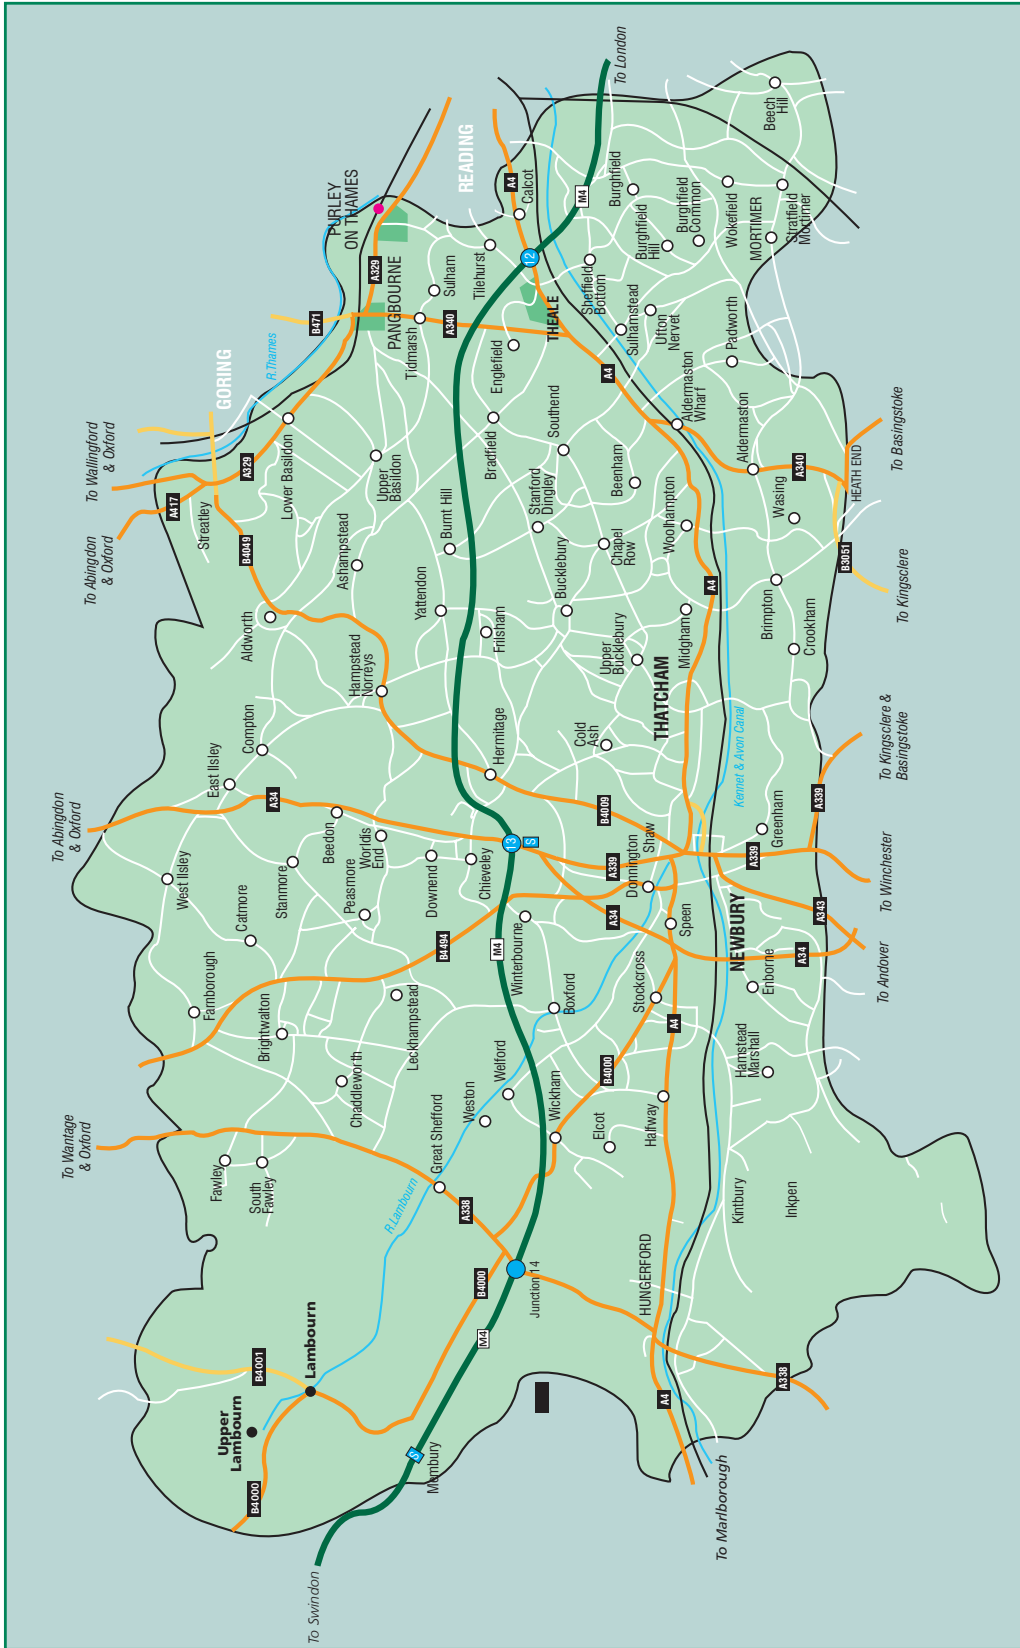 To Swindon
B4000
Upper
Lambourn
Lambourn
B4001
S
Membury
M4
B4000
Junction 14
A4
To Marlborough
A338
HUNGERFORD
To Wantage
& Oxford
Fawley
South
Fawley
R.Lambourn
A338
Great Shefford
Weston
Welford
Wickham
Elcot
Halfway
Kintbury
Inkpen
Hamstead
Marshall
B4000
A4
Chaddleworth
Brightwalton
Farnborough
Leckhampstead
Catmore
B4494
M4
Winterbourne
Boxford
Stockcross
Speen
Enborne
NEWBURY
A34
A34
To Andover
A343
To Winchester
To Abingdon
& Oxford
West Ilsley
Stanmore
Peasmore
Beedon
Worldis
End
Downend
Chieveley
13
S
A34
East Ilsley
Compton
Donnington
Shaw
A339
A339
Greenham
B4009
A339
To Kingsclere &
Basingstoke
Kennet & Avon Canal
Hermitage
Cold
Ash
THATCHAM
Hampstead
Norreys
Aldworth
Ashampstead
Yattendon
Frilsham
Burnt Hill
Bucklebury
Upper
Bucklebury
Midgham
Chapel
Row
Stanford
Dingley
Woolhampton
A4
Brimpton
Crookham
Wasing
To Kingsclere
B3051
HEATH END
To Basingstoke
A340
Aldermaston
Aldermaston
Wharf
Beenham
Southend
Bradfield
Upper
Basildon
Lower Basildon
B4049
Streatley
A417
A329
To Abingdon
& Oxford
To Wallingford
& Oxford
GORING
R.Thames
B471
PANGBOURNE
A329
PURLEY
ON THAMES
READING
Tidmarsh
A340
Sulham
Tilehurst
Englefield
THEALE
12
A4
Calcot
A4
M4
To London
Sheffield
Bottom
Sulhamstead
Ufton
Nervet
Padworth
Burghfield
Burghfield
Hill
Burghfield
Common
Wokefield
MORTIMER
Stratfield
Mortimer
Beech
Hill